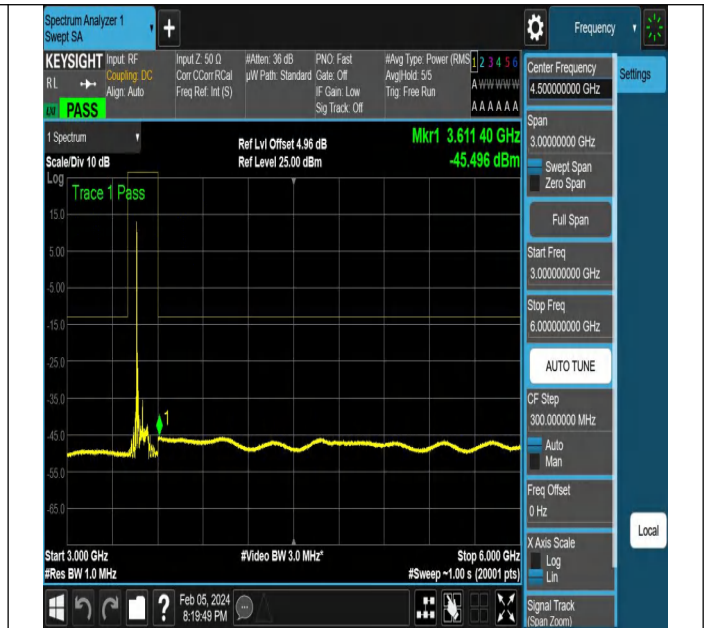 Spectrum Analyzer 1
Swept SA
+
Frequency
KEYSIGHT
RL
PASS
Input: RF
Coupling: DC
Align: Auto
Input Z: 50 Ω
Corr CCorr RCal
Freq Ref: Int (S)
#Atten: 36 dB
µW Path: Standard
PNO: Fast
Gate: Off
IF Gain: Low
Sig Track: Off
#Avg Type: Power (RMS
Avg|Hold: 5/5
Trig: Free Run
1 2 3 4 5 6
A W W W W W
A A A A A A
1 Spectrum
Scale/Div 10 dB
Ref Lvl Offset 4.96 dB
Ref Level 25.00 dBm
Mkr1 3.611 40 GHz
-45.496 dBm
Log
Trace 1 Pass
15.0
5.00
-5.00
-15.0
-25.0
-35.0
-45.0
-55.0
-65.0
1
Start 3.000 GHz
#Res BW 1.0 MHz
#Video BW 3.0 MHz*
Stop 6.000 GHz
#Sweep ~1.00 s (20001 pts)
Feb 05, 2024
8:19:49 PM
?
Center Frequency
4.500000000 GHz
Settings
Span
3.00000000 GHz
Swept Span
Zero Span
Full Span
Start Freq
3.000000000 GHz
Stop Freq
6.000000000 GHz
AUTO TUNE
CF Step
300.000000 MHz
Auto
Man
Freq Offset
0 Hz
X Axis Scale
Log
Lin
Local
Signal Track
(Span Zoom)